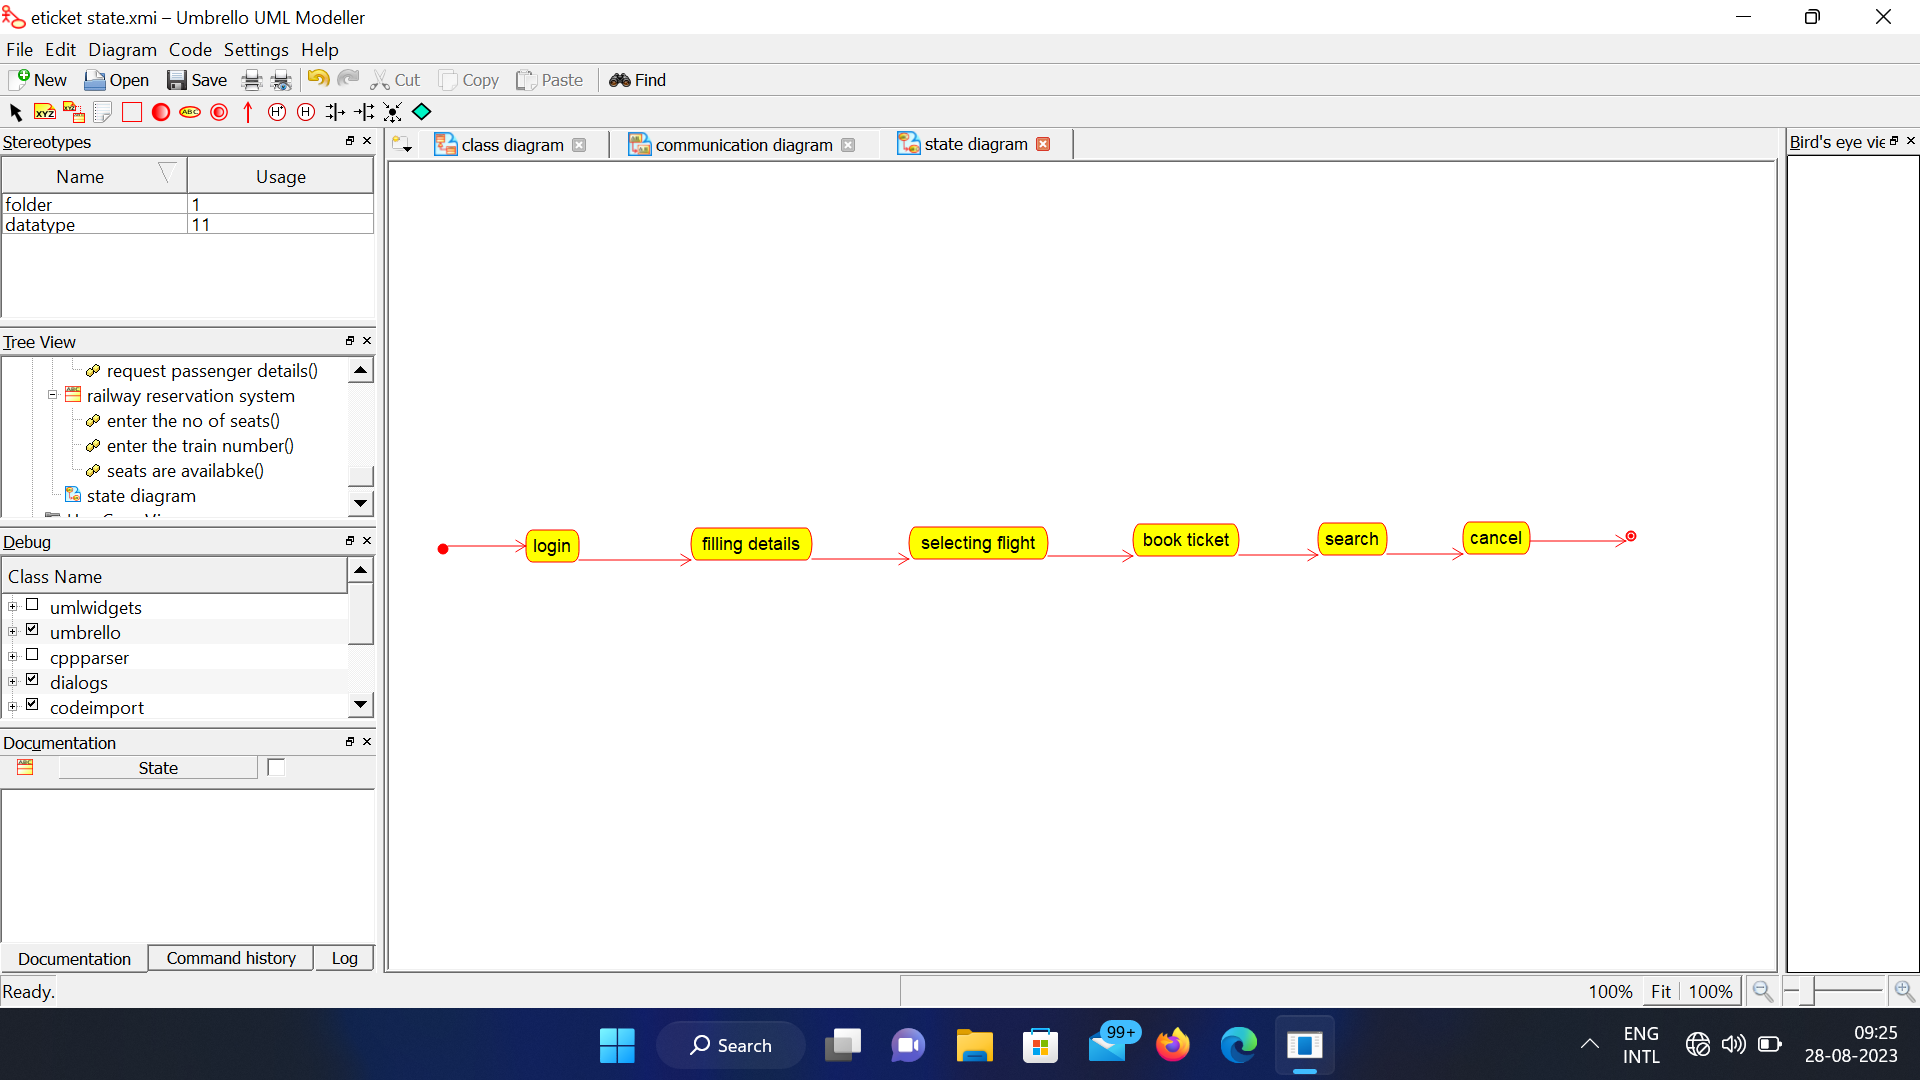 eticket state.xmi – Umbrello UML Modeller
File Edit Diagram Code Settings Help
New Open Save Cut Copy Paste Find
XYZ ABC H* H
Stereotypes
Name Usage
folder 1
datatype 11
Tree View
request passenger details()
railway reservation system
enter the no of seats()
enter the train number()
seats are availabke()
state diagram
Debug
Class Name
umlwidgets
umbrello
cppparser
dialogs
codeimport
Documentation
State
Documentation Command history Log
class diagram communication diagram state diagram
login filling details selecting flight book ticket search cancel
Bird's eye vie
Ready.
100% Fit 100%
Search
99+
ENG
INTL
09:25
28-08-2023